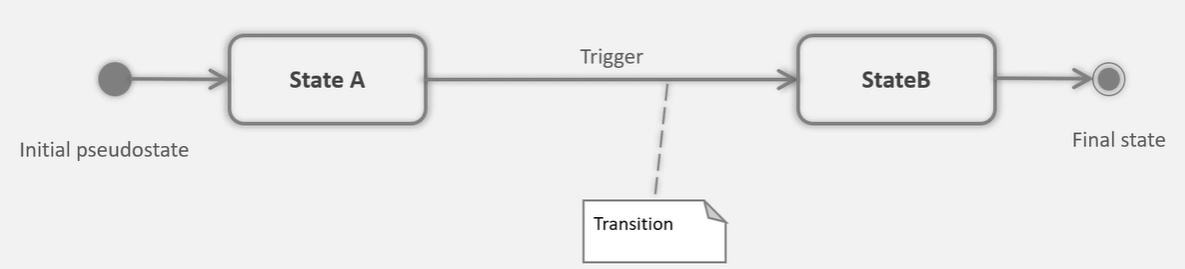 Trigger
State A
StateB
Initial pseudostate
Final state
Transition